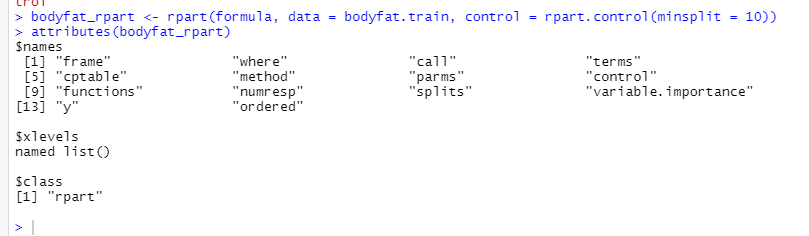 trol
> bodyfat_rpart <- rpart(formula, data = bodyfat.train, control = rpart.control(minsplit = 10))
> attributes(bodyfat_rpart)
$names
 [1] "frame"               "where"               "call"                "terms"
 [5] "cptable"             "method"              "parms"               "control"
 [9] "functions"           "numresp"             "splits"              "variable.importance"
[13] "y"                   "ordered"

$xlevels
named list()

$class
[1] "rpart"

>